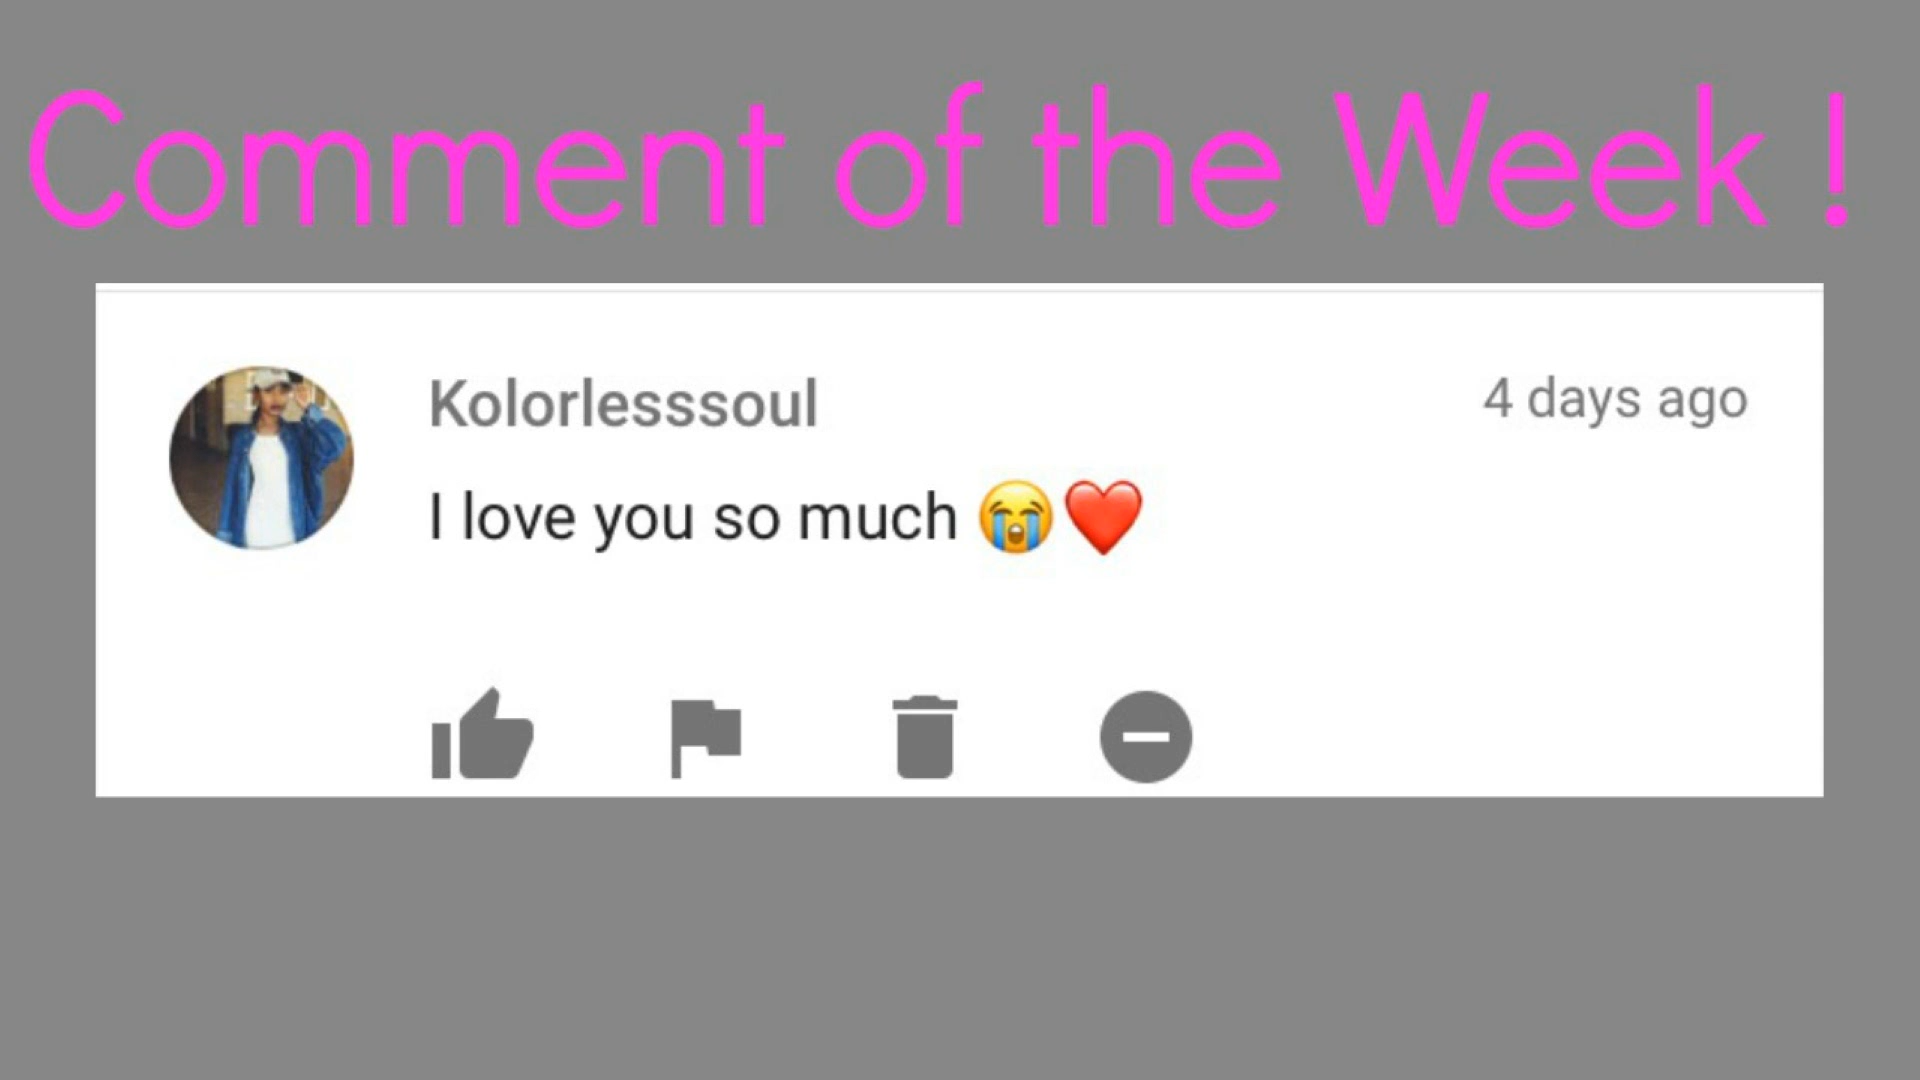 Comment of the Week !
Kolorlesssoul
4 days ago
I love you so much 😭❤️